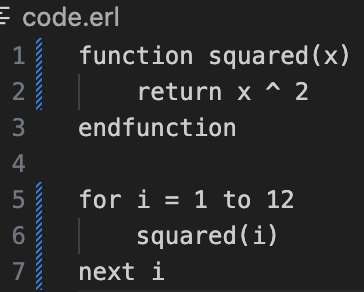 code.erl
1 function squared(x)
2     return x ^ 2
3 endfunction
4
5 for i = 1 to 12
6     squared(i)
7 next i